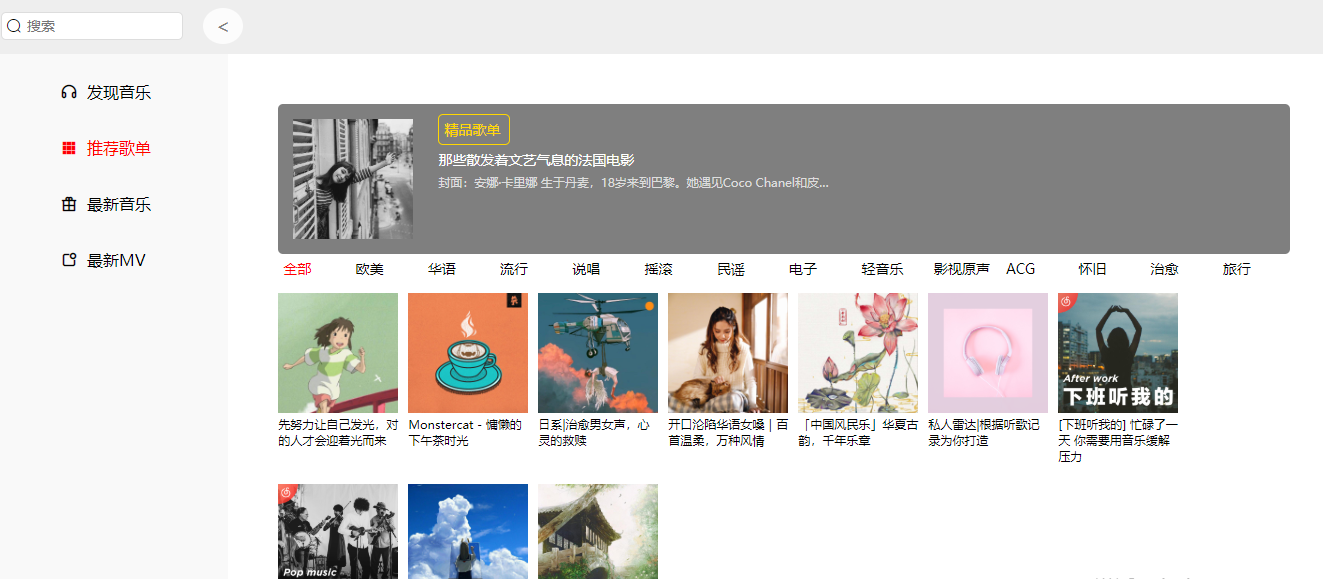 搜索
<
发现音乐
推荐歌单
最新音乐
最新MV
精品歌单
那些散发着文艺气息的法国电影
封面：安娜·卡里娜 生于丹麦，18岁来到巴黎。她遇见Coco Chanel和皮...
全部 欧美 华语 流行 说唱 摇滚 民谣 电子 轻音乐 影视原声 ACG 怀旧 治愈 旅行
After work
下班听我的
先努力让自己发光，对
的人才会迎着光而来
Monstercat - 慵懒的
下午茶时光
日系|治愈男女声，心
灵的救赎
开口沦陷华语女嗓｜百
首温柔，万种风情
「中国风民乐」华夏古
韵，千年乐章
私人雷达|根据听歌记
录为你打造
[下班听我的] 忙碌了一
天 你需要用音乐缓解
压力
Pop music